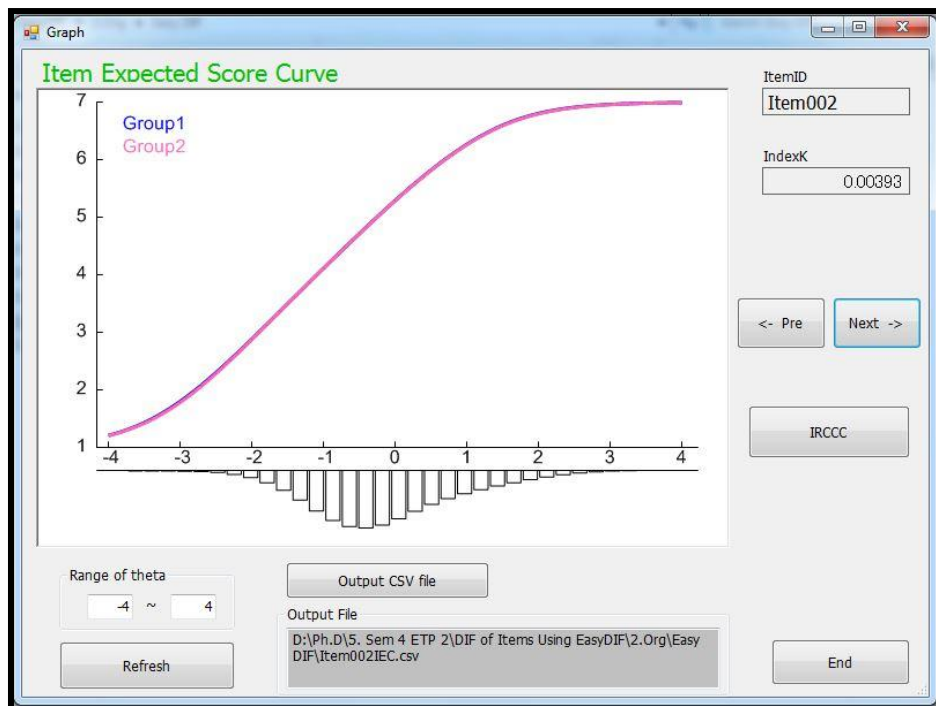 Graph
Item Expected Score Curve
7
Group1
Group2
6
5
4
3
2
1
-4 -3 -2 -1 0 1 2 3 4
ItemID
Item002
IndexK
0.00393
<- Pre
Next ->
IRCCC
Range of theta
-4 ~ 4
Refresh
Output CSV file
Output File
D:\Ph.D\5. Sem 4 ETP 2\DIF of Items Using EasyDIF\2.Org\Easy
DIF\Item002IEC.csv
End